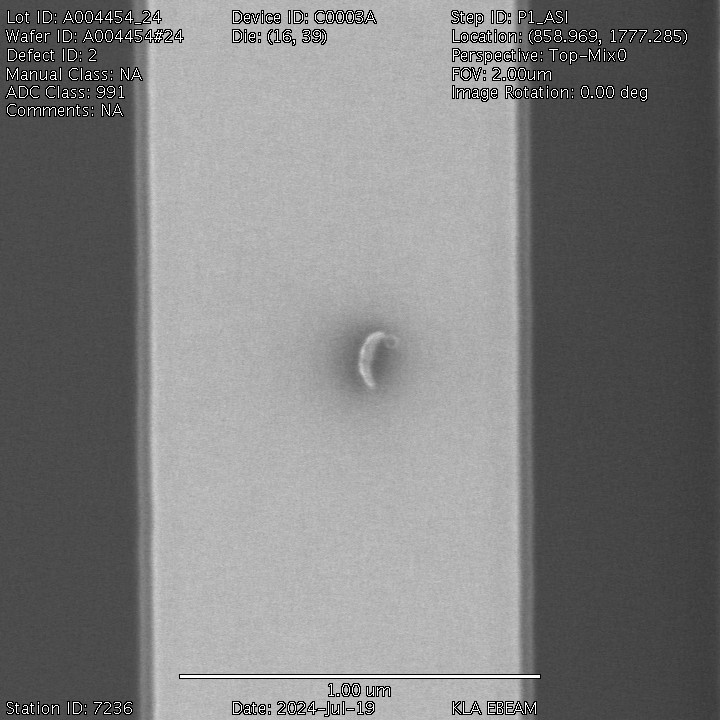 Lot ID: A004454_24
Wafer ID: A004454#24
Defect ID: 2
Manual Class: NA
ADC Class: 991
Comments: NA
Device ID: C0003A
Die: (16, 39)
Step ID: P1_ASI
Location: (858.969, 1777.285)
Perspective: Top-Mix0
FOV: 2.00um
Image Rotation: 0.00 deg
1.00 um
Station ID: 7236
Date: 2024-Jul-19
KLA EBEAM